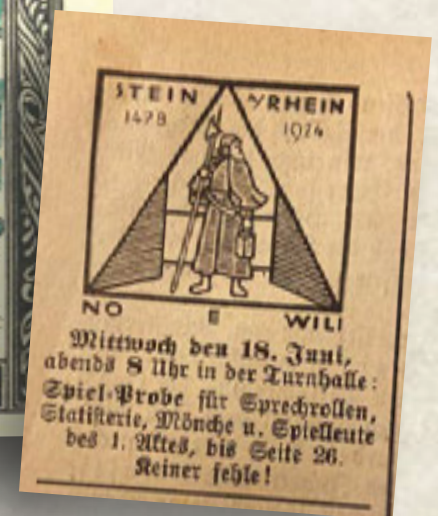 STEIN A/RHEIN
1478 1924
NO E WILI
Mittwoch den 18. Juni,
abends 8 Uhr in der Turnhalle:
Spiel-Probe für Sprechrollen,
Statisterie, Mönche u. Spielleute
des 1. Aktes, bis Seite 26.
Keiner fehle!